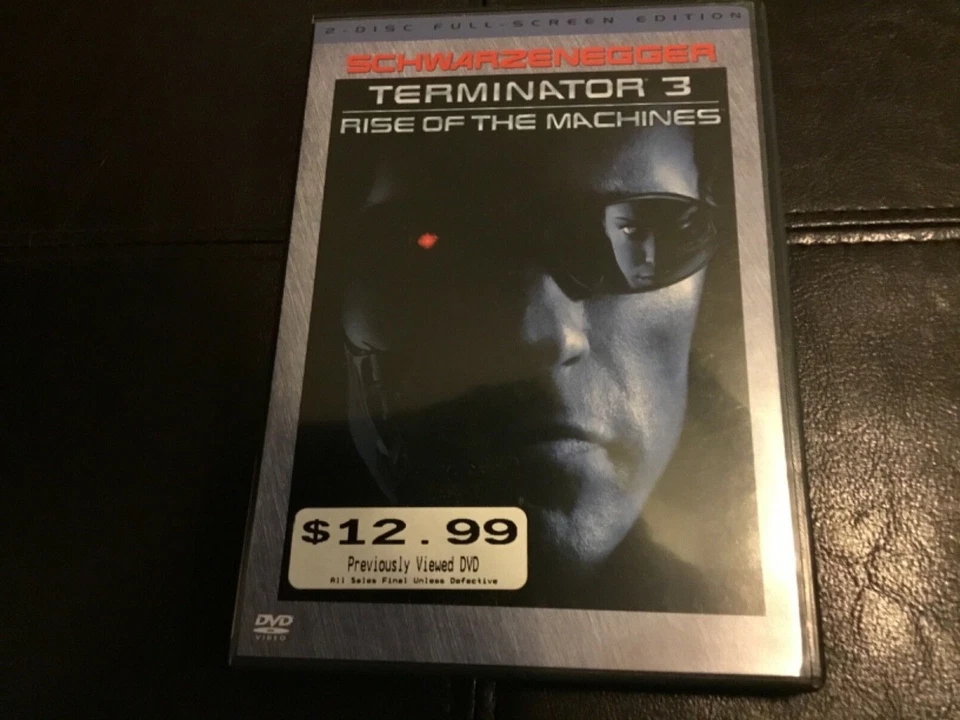 2-DISC FULL-SCREEN EDITION
SCHWARZENEGGER
TERMINATOR 3
RISE OF THE MACHINES
$12.99
Previously Viewed DVD
All Sales Final Unless Defective
DVD
VIDEO